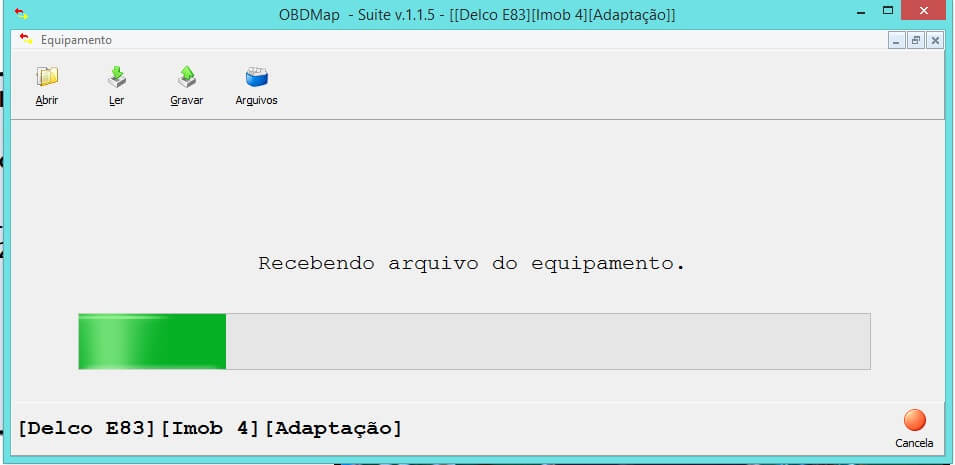 OBDMap - Suite v.1.1.5 - [[Delco E83][Imob 4][Adaptação]]
Equipamento
Abrir Ler Gravar Arguivos
Recebendo arquivo do equipamento.
[Delco E83][Imob 4][Adaptação]
Cancela